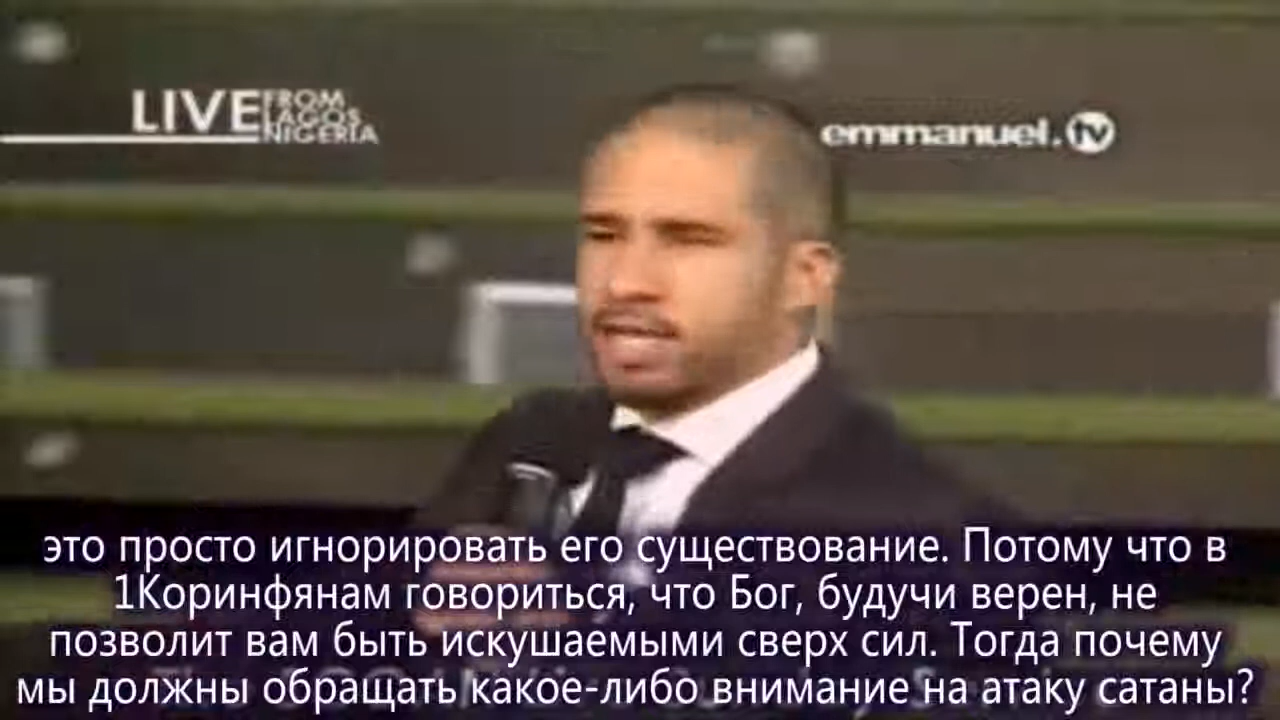 LIVE FROM
LAGOS
NIGERIA
emmanuel.tv
это просто игнорировать его существование. Потому что в
1Коринфянам говориться, что Бог, будучи верен, не
позволит вам быть искушаемыми сверх сил. Тогда почему
мы должны обращать какое-либо внимание на атаку сатаны?